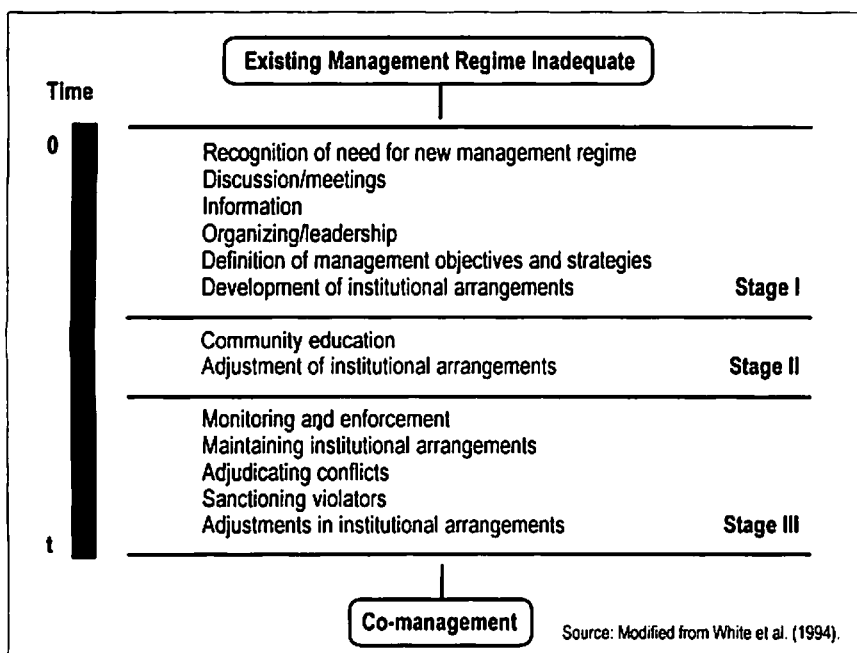 Existing Management Regime Inadequate
Time
0
Recognition of need for new management regime
Discussion/meetings
Information
Organizing/leadership
Definition of management objectives and strategies
Development of institutional arrangements Stage I
Community education
Adjustment of institutional arrangements Stage II
Monitoring and enforcement
Maintaining institutional arrangements
Adjudicating conflicts
Sanctioning violators
Adjustments in institutional arrangements Stage III
t
Co-management
Source: Modified from White et al. (1994).